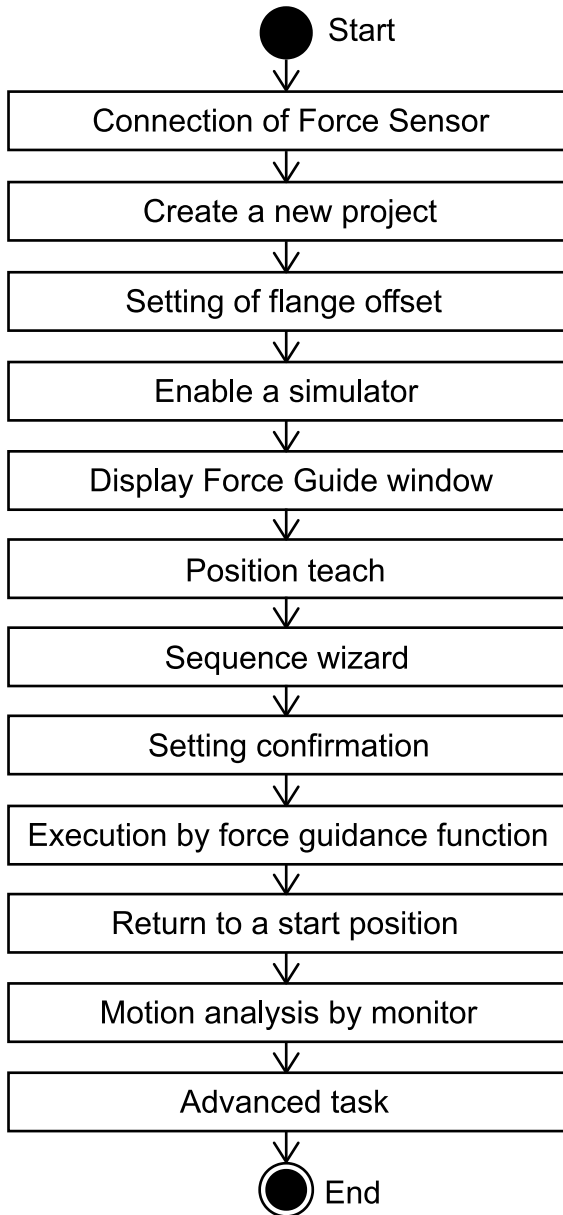 Start
Connection of Force Sensor
Create a new project
Setting of flange offset
Enable a simulator
Display Force Guide window
Position teach
Sequence wizard
Setting confirmation
Execution by force guidance function
Return to a start position
Motion analysis by monitor
Advanced task
End